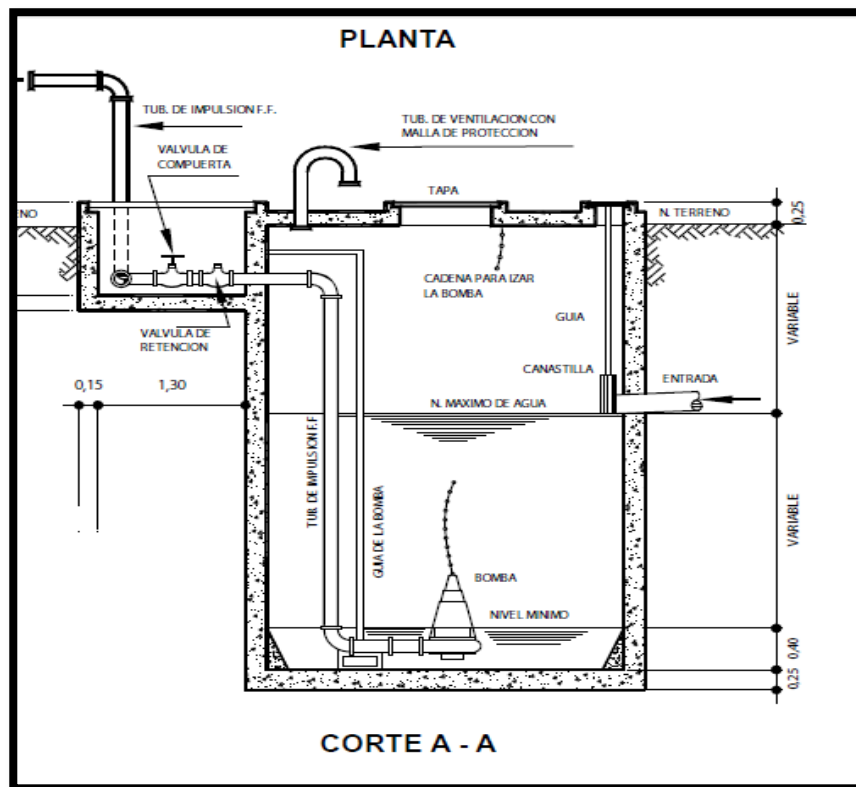 PLANTA
TUB. DE IMPULSION F.F.
TUB. DE VENTILACION CON
MALLA DE PROTECCION
VALVULA DE
COMPUERTA
TAPA
ENO
N. TERRENO
0,25
CADENA PARA IZAR
LA BOMBA
GUIA
VARIABLE
VALVULA DE
RETENCION
CANASTILLA
ENTRADA
0,15
1,30
N. MAXIMO DE AGUA
TUB. DE IMPULSION F.F
GUIA DE LA BOMBA
VARIABLE
BOMBA
NIVEL MINIMO
0,40
0,25
CORTE A - A